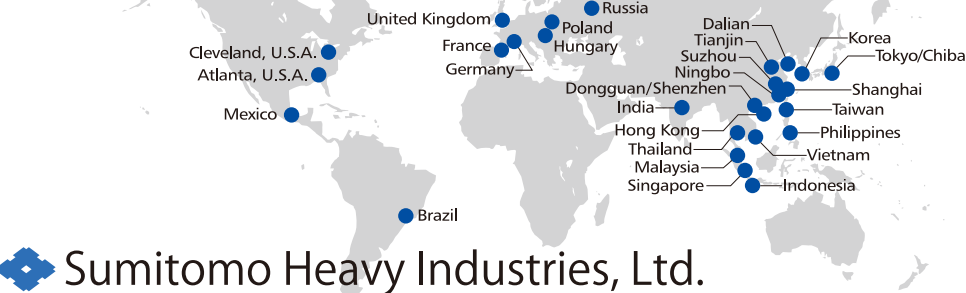 Russia
United Kingdom
Poland
Hungary
France
Germany
Cleveland, U.S.A.
Atlanta, U.S.A.
Mexico
Brazil
Dalian
Tianjin
Suzhou
Ningbo
Dongguan/Shenzhen
India
Hong Kong
Thailand
Malaysia
Singapore
Korea
Tokyo/Chiba
Shanghai
Taiwan
Philippines
Vietnam
Indonesia
Sumitomo Heavy Industries, Ltd.